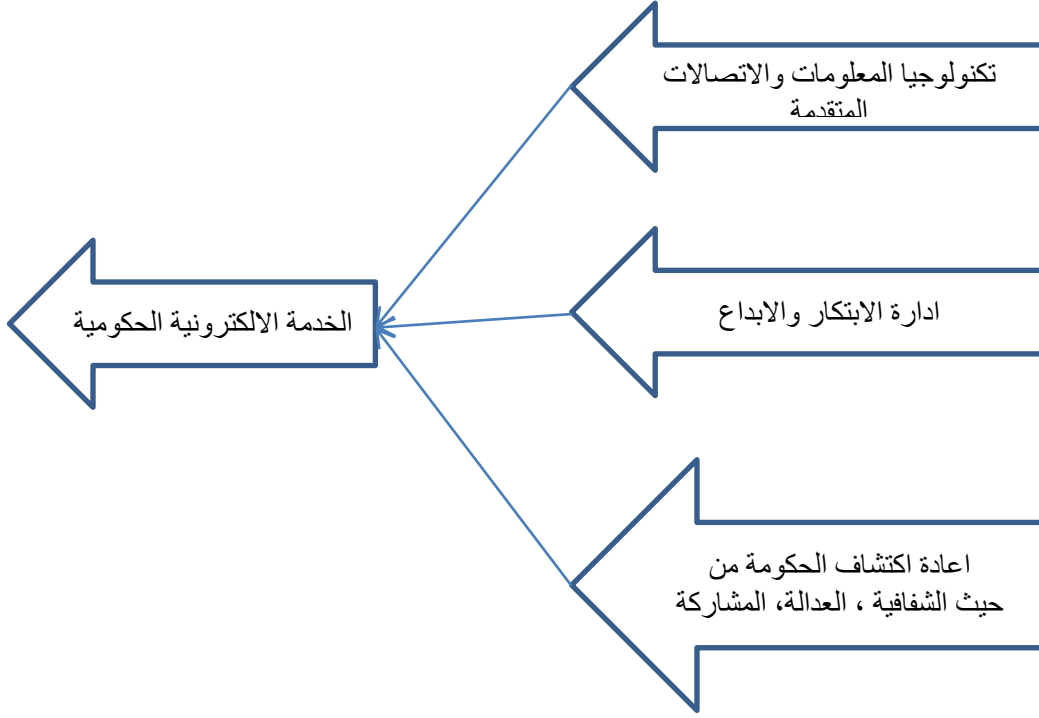 تكنولوجيا المعلومات والاتصالات
المتقدمة
ادارة الابتكار والابداع
الخدمة الالكترونية الحكومية
اعادة اكتشاف الحكومة من
حيث الشفافية ، العدالة، المشاركة